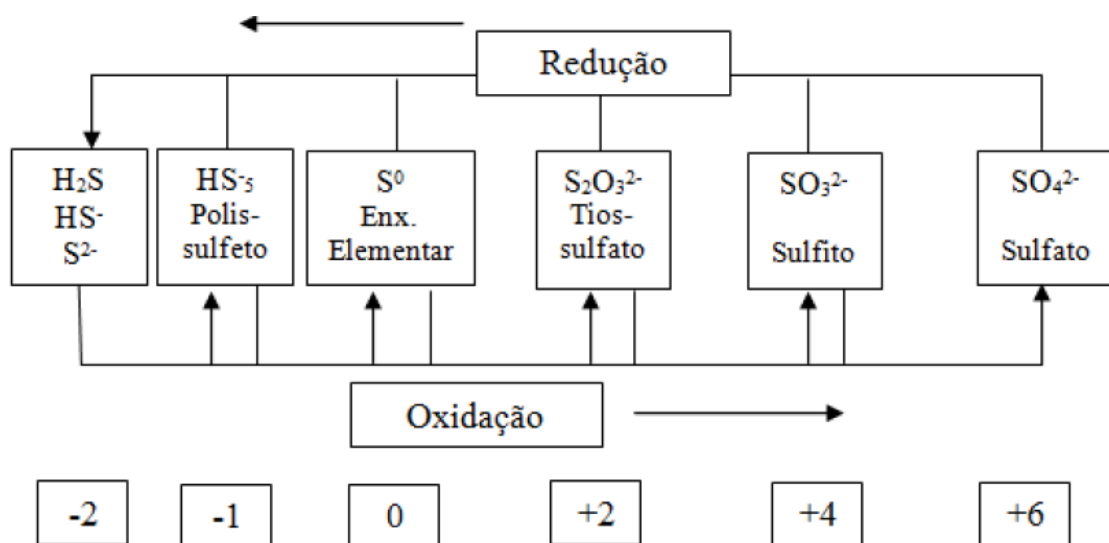 Redução
H₂S
HS⁻
S²⁻
HS⁻₅
Polis-
sulfeto
S⁰
Enx.
Elementar
S₂O₃²⁻
Tios-
sulfato
SO₃²⁻
Sulfito
SO₄²⁻
Sulfato
Oxidação
-2
-1
0
+2
+4
+6